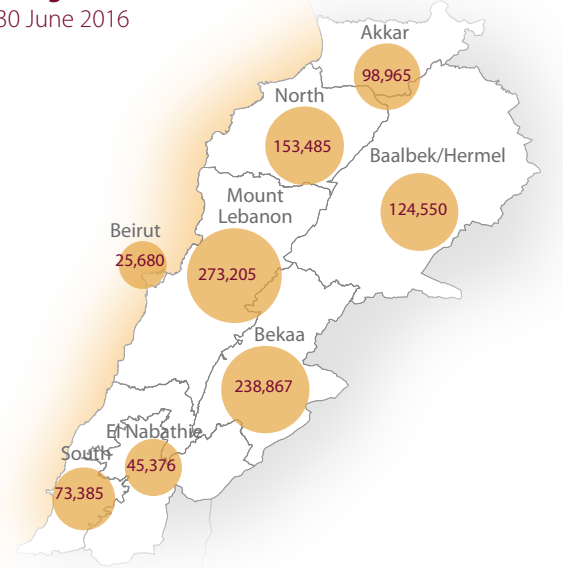 30 June 2016
Akkar
98,965
North
153,485
Baalbek/Hermel
124,550
Mount
Lebanon
273,205
Beirut
25,680
Bekaa
238,867
El Nabathie
45,376
South
73,385